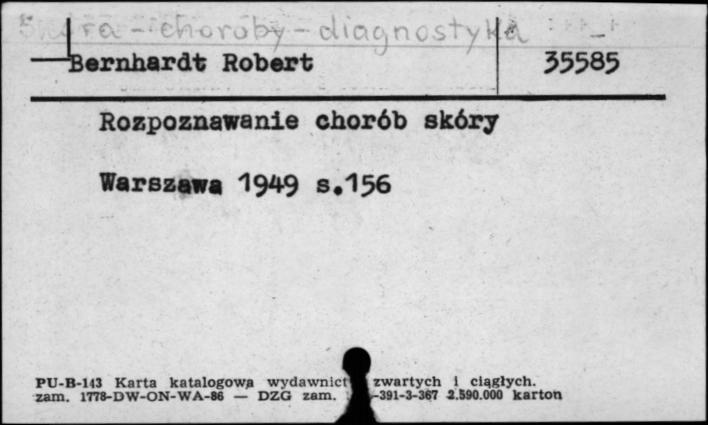 Skóra - choroby - diagnostyka
Bernhardt Robert 35585
Rozpoznawanie chorób skóry
Warszawa 1949 s.156
PU-B-143 Karta katalogowa wydawnict zwartych i ciągłych.
zam. 1778-DW-ON-WA-86 — DZG zam. -391-3-367 2.590.000 karton